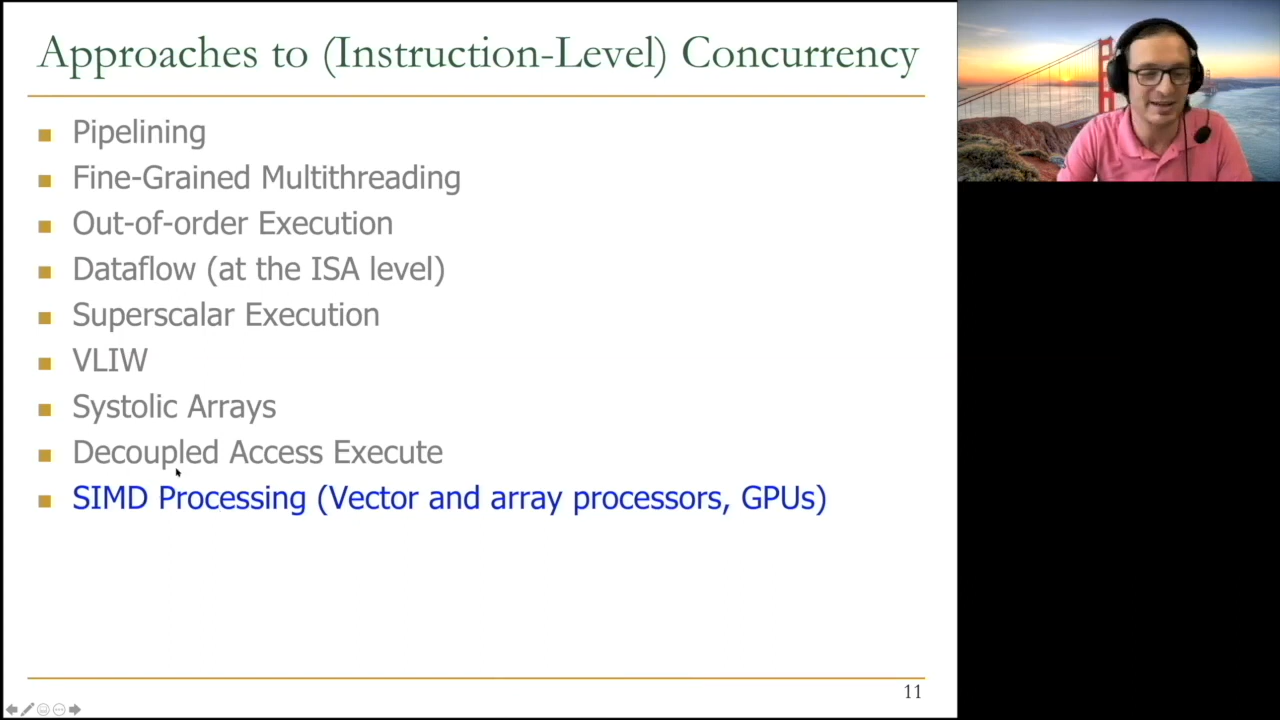 Approaches to (Instruction-Level) Concurrency
Pipelining
Fine-Grained Multithreading
Out-of-order Execution
Dataflow (at the ISA level)
Superscalar Execution
VLIW
Systolic Arrays
Decoupled Access Execute
SIMD Processing (Vector and array processors, GPUs)
11